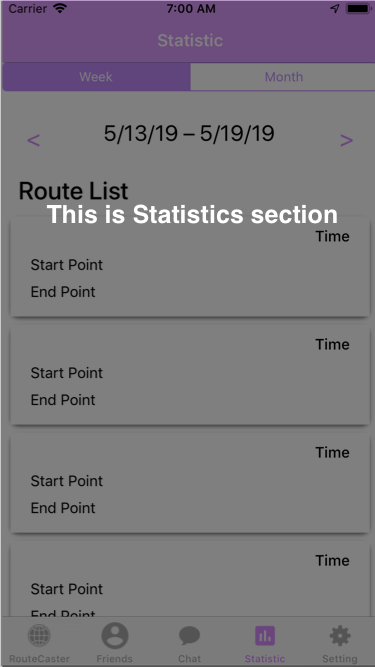 Carrier 7:00 AM
Statistic
Week Month
< 5/13/19 – 5/19/19 >
Route List
This is Statistics section
Time
Start Point
End Point
Time
Start Point
End Point
Time
Start Point
End Point
Time
Start Point
End Point
RouteCaster Friends Chat Statistic Setting